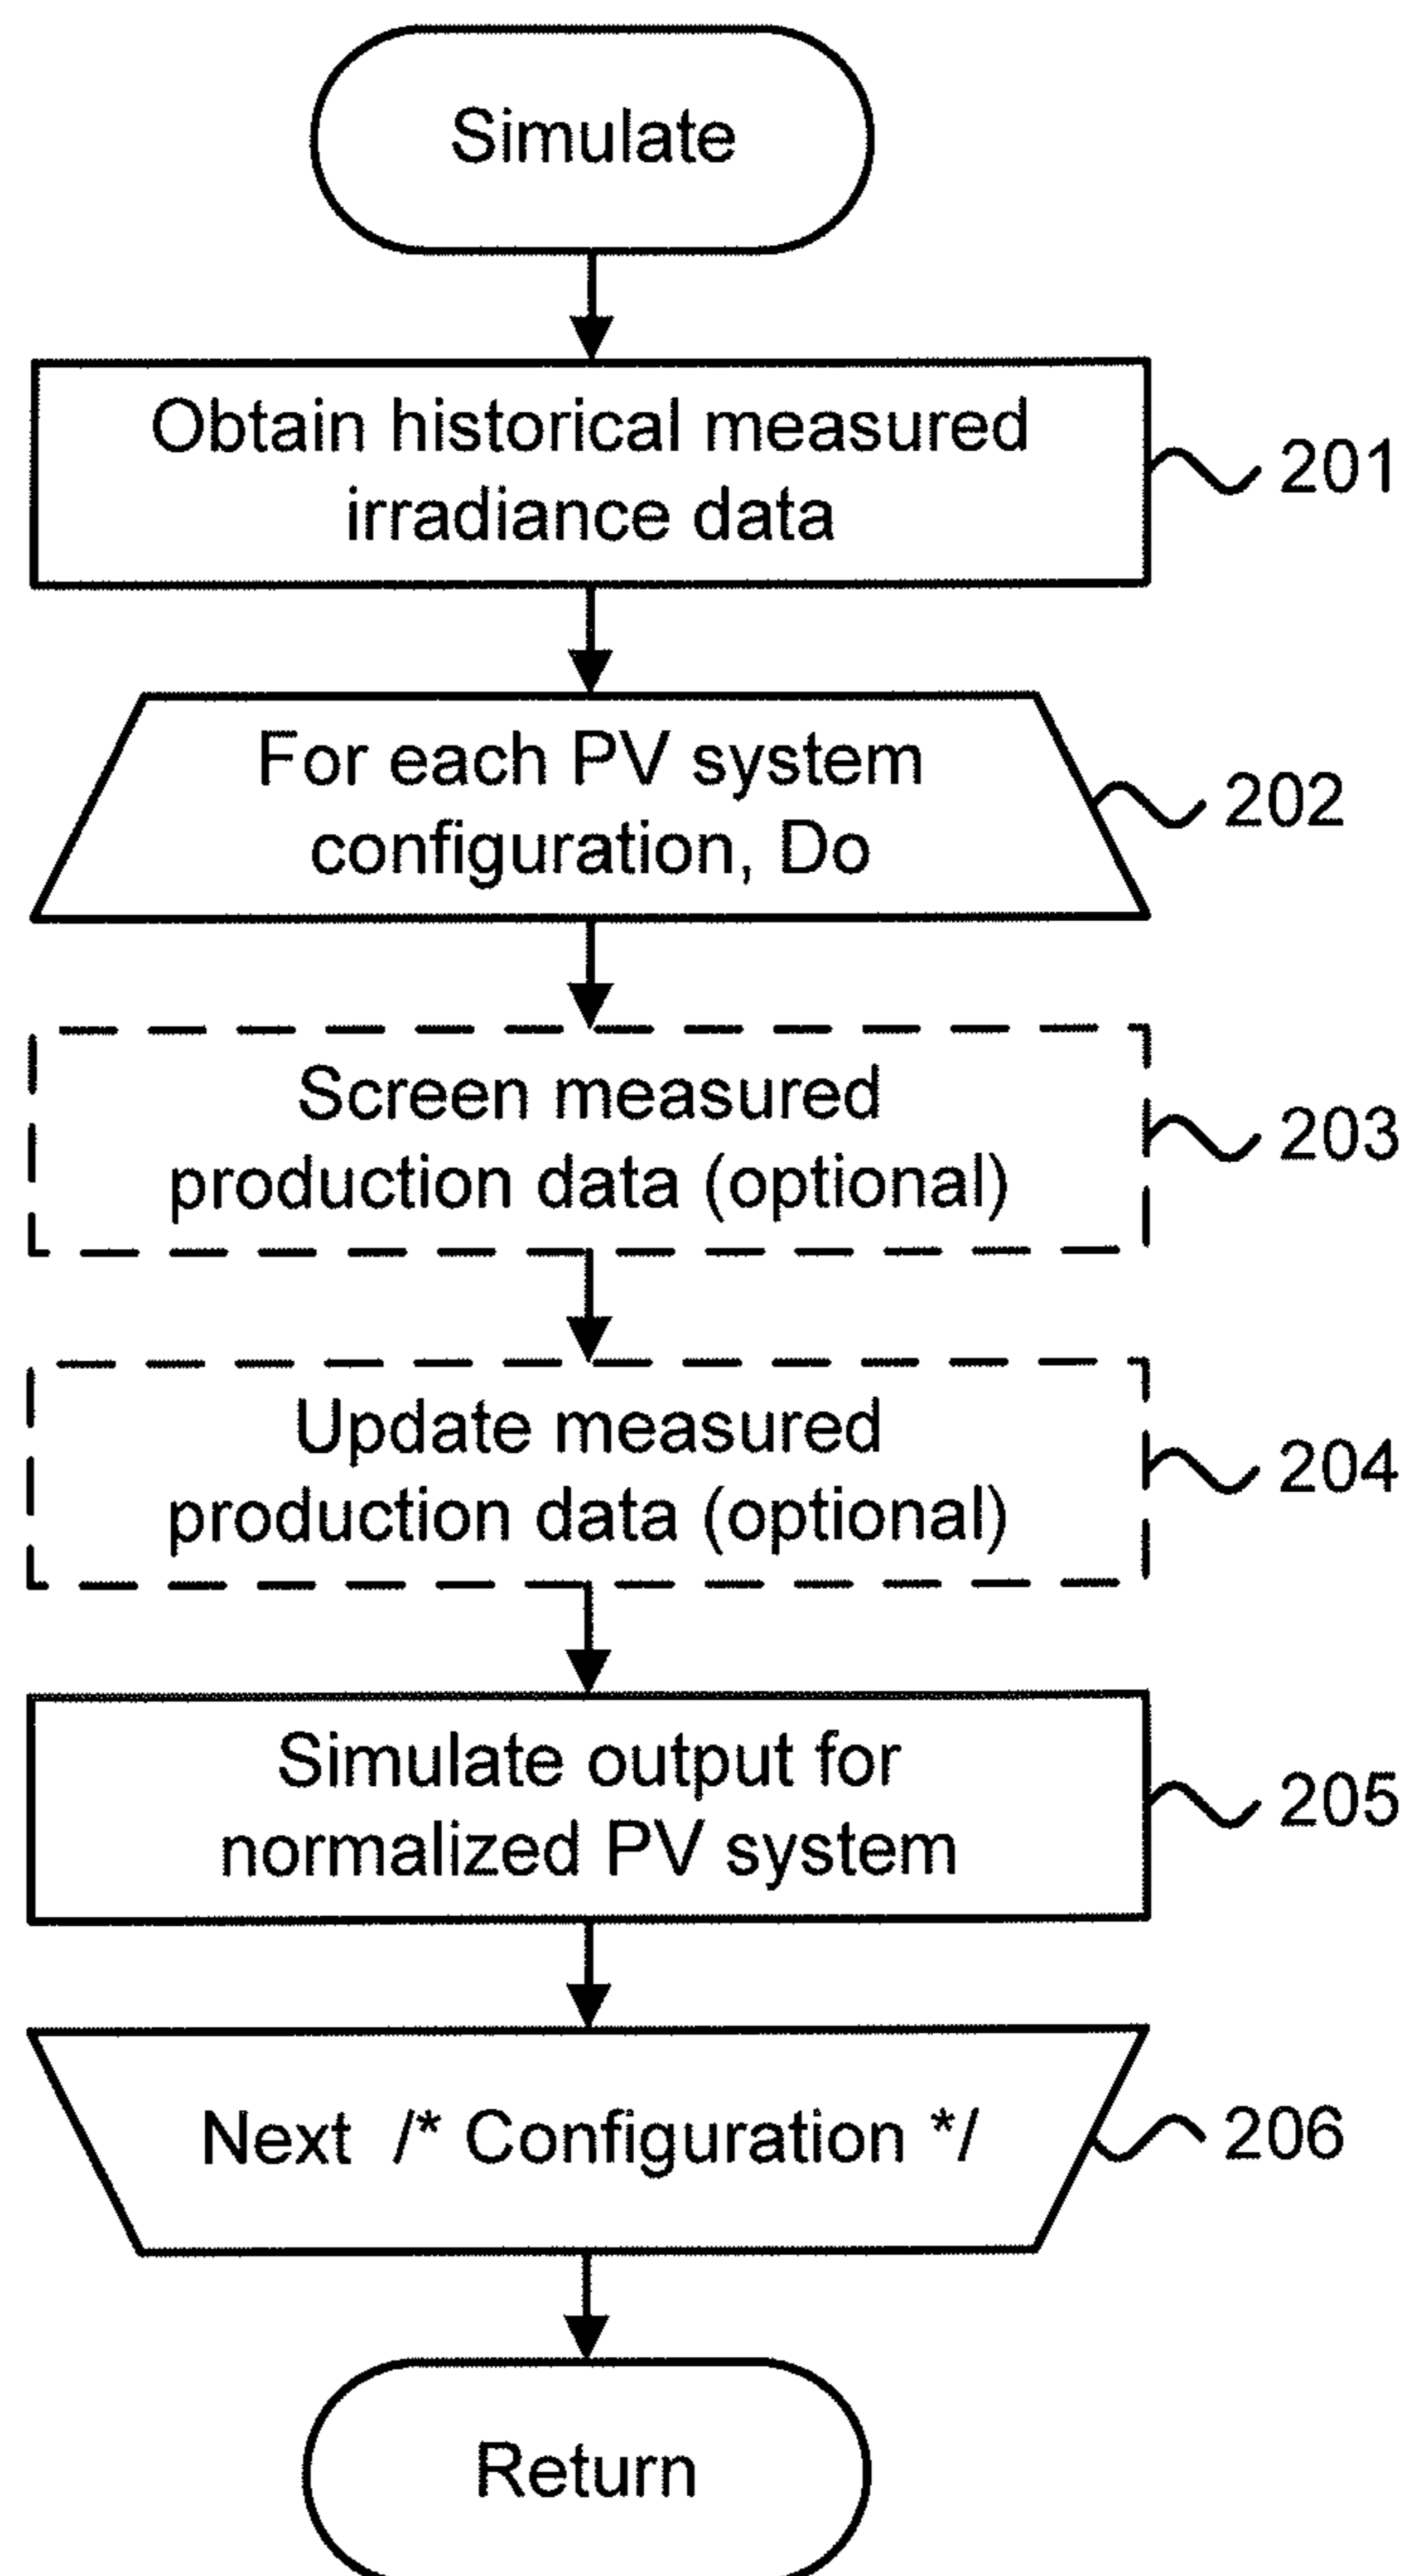 Simulate
Obtain historical measured
irradiance data
201
For each PV system
configuration, Do
202
Screen measured
production data (optional)
203
Update measured
production data (optional)
204
Simulate output for
normalized PV system
205
Next /* Configuration */
206
Return